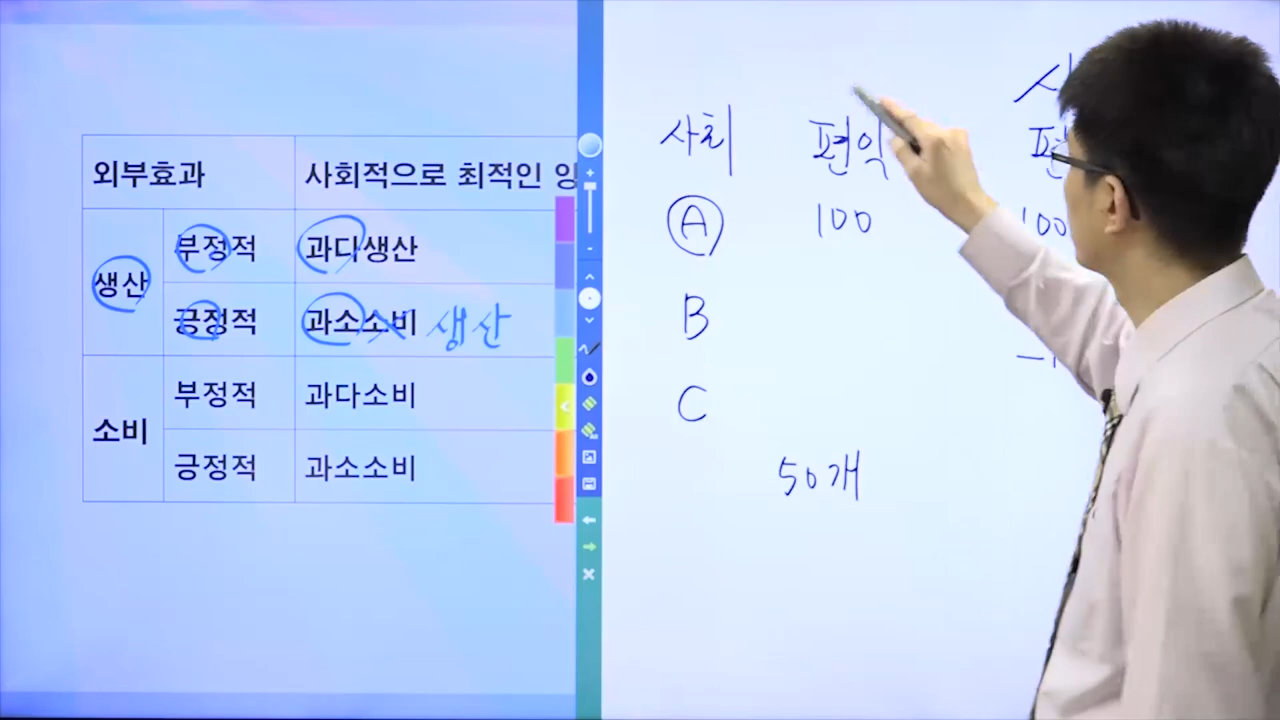 외부효과 사회적으로 최적인
생산 부정적 과다생산
긍정적 과소소비 생산
소비 부정적 과다소비
긍정적 과소소비
사회 편익
A 100 100
B
C
50개